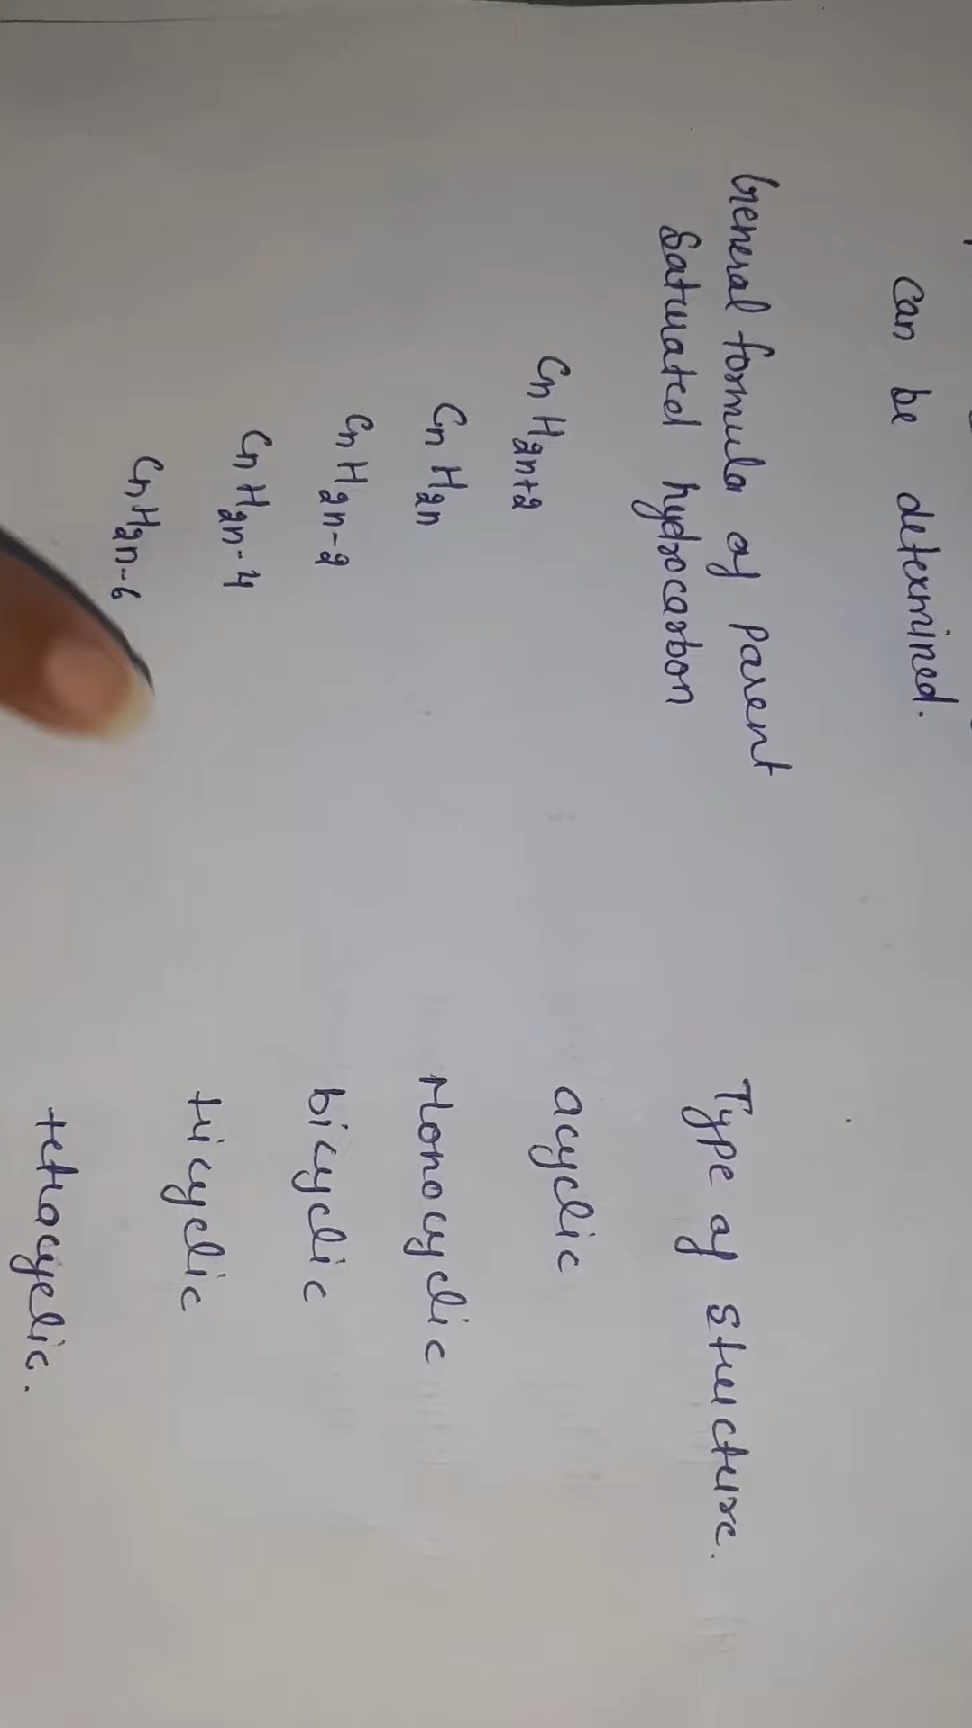 can be determined.
General formula of parent Type of structure.
saturated hydrocarbon
CnH2n+2 acyclic
CnH2n Monocyclic
CnH2n-2 bicyclic
CnH2n-4 tricyclic
CnH2n-6 tetracyclic.